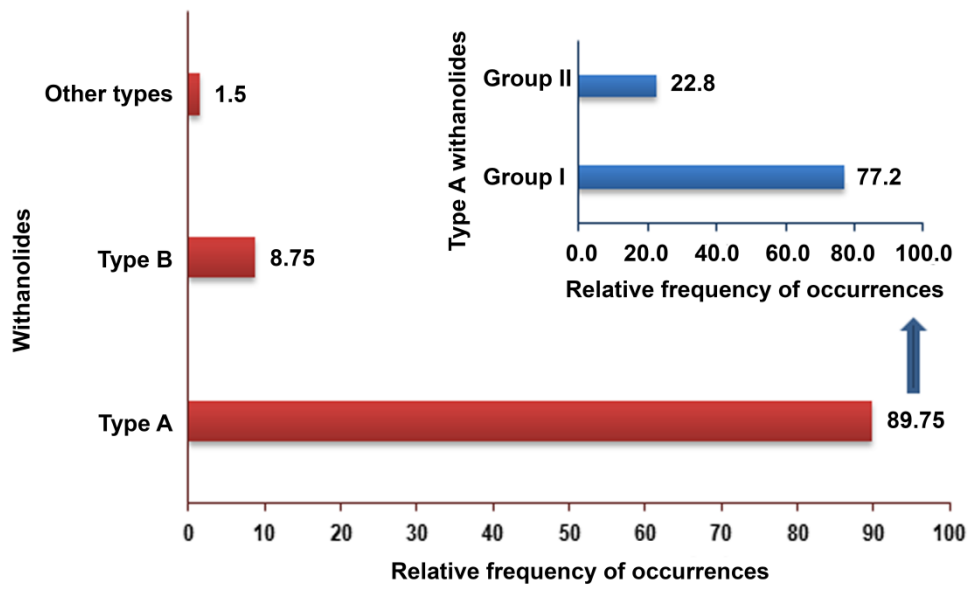 Withanolides
Other types
1.5
Type B
8.75
Type A
89.75
0 10 20 30 40 50 60 70 80 90 100
Relative frequency of occurrences
Type A withanolides
Group II
22.8
Group I
77.2
0.0 20.0 40.0 60.0 80.0 100.0
Relative frequency of occurrences